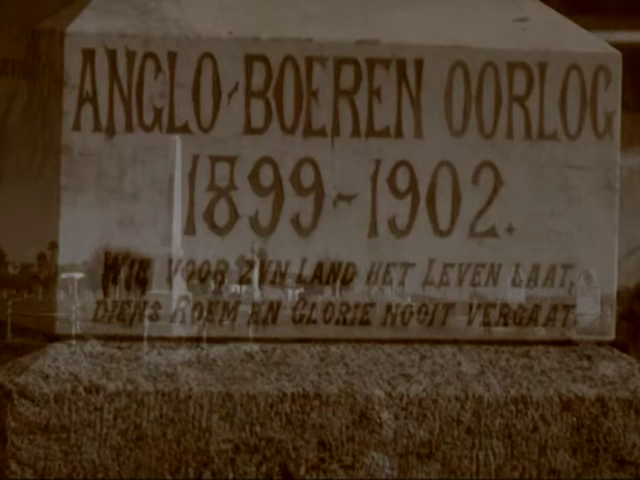 ANGLO-BOEREN OORLOG
1899-1902.
WIE VOOR ZYN LAND HET LEVEN LAAT,
DIENS ROEM EN GLORIE NOOIT VERGAAT.